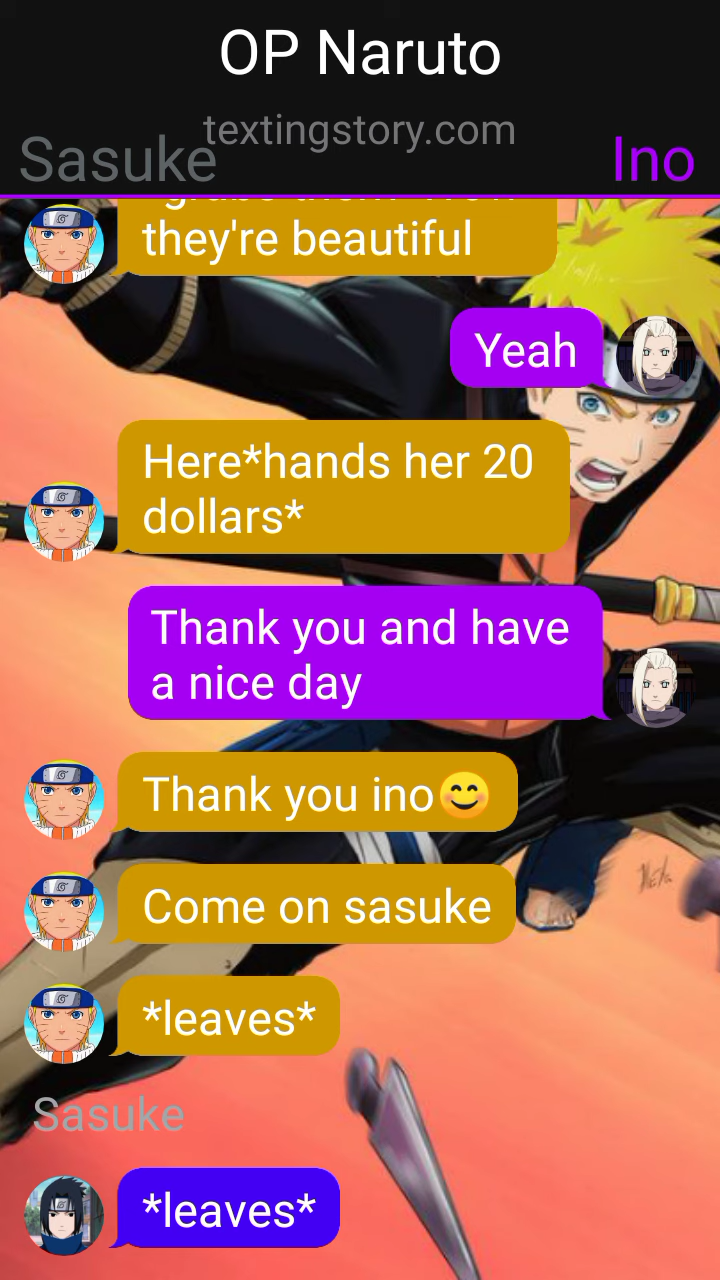 OP Naruto
textingstory.com
Sasuke
Ino
they're beautiful
Yeah
Here*hands her 20
dollars*
Thank you and have
a nice day
Thank you ino😊
Come on sasuke
*leaves*
Sasuke
*leaves*